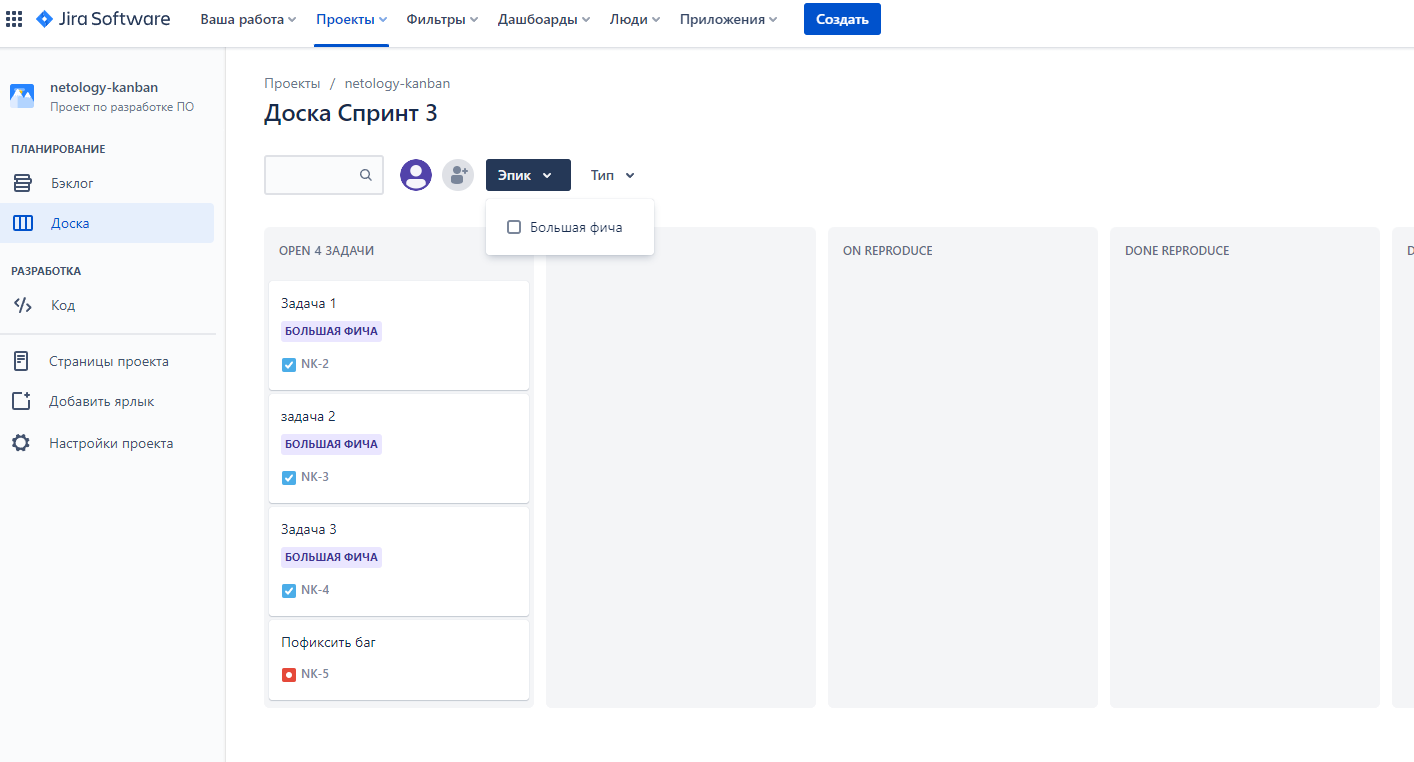 Jira Software Ваша работа Проекты Фильтры Дашбоарды Люди Приложения Создать
netology-kanban
Проект по разработке ПО
ПЛАНИРОВАНИЕ
Бэклог
Доска
РАЗРАБОТКА
Код
Страницы проекта
Добавить ярлык
Настройки проекта
Проекты / netology-kanban
Доска Спринт 3
Эпик Тип
Большая фича
OPEN 4 ЗАДАЧИ
Задача 1
БОЛЬШАЯ ФИЧА
NK-2
задача 2
БОЛЬШАЯ ФИЧА
NK-3
Задача 3
БОЛЬШАЯ ФИЧА
NK-4
Пофиксить баг
NK-5
ON REPRODUCE
DONE REPRODUCE